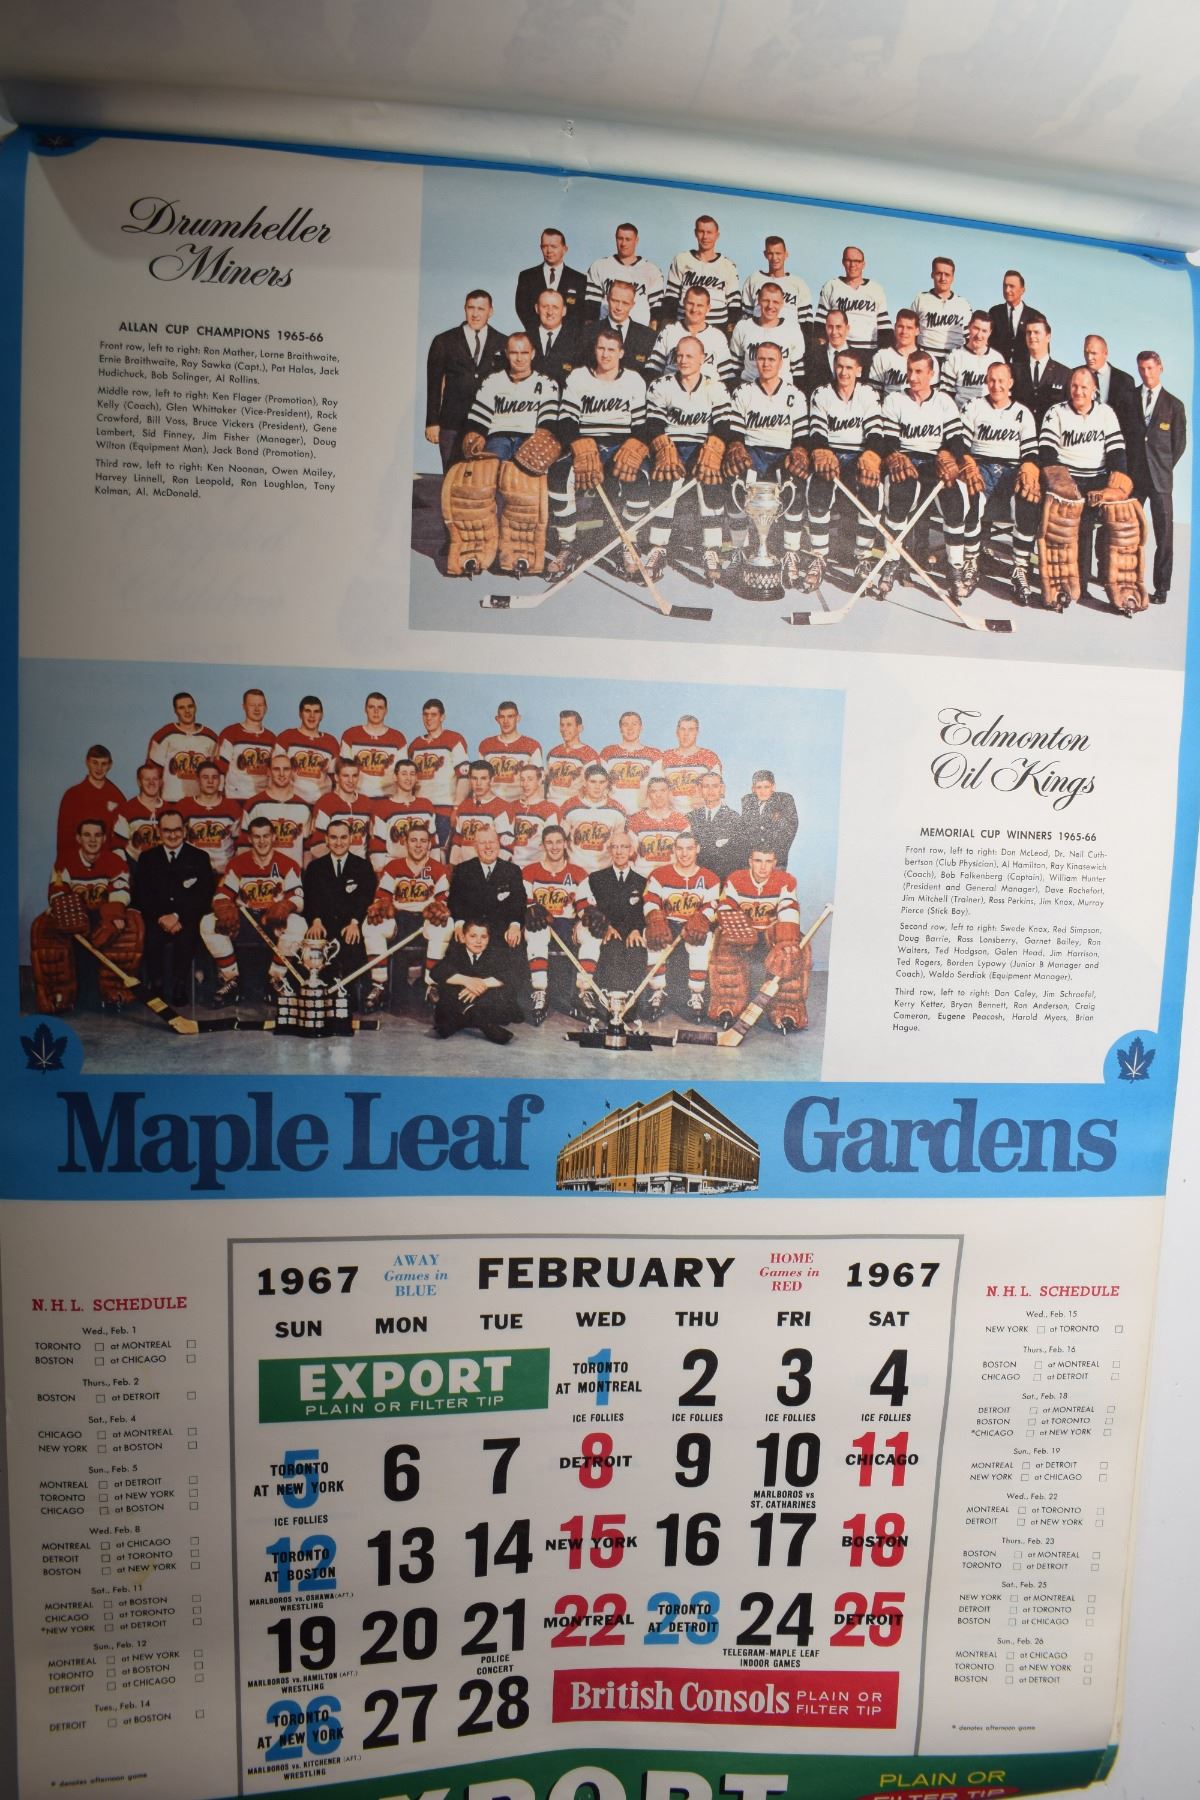 Drumheller
Miners
ALLAN CUP CHAMPIONS 1965-66
Front row, left to right: Ron Mather, Lorne Braithwaite,
Ernie Braithwaite, Ray Sawka (Capt.), Pat Halas, Jack
Hudichuck, Bob Solinger, Al Rollins.
Middle row, left to right: Ken Flager (Promotion), Roy
Kelly (Coach), Glen Whittaker (Vice-President), Rock
Crawford, Bill Voss, Bruce Vickers (President), Gene
Lambert, Sid Finney, Jim Fisher (Manager), Doug
Wilton (Equipment Man), Jack Bond (Promotion).
Third row, left to right: Ken Noonan, Owen Mailey,
Harvey Linnell, Ron Leopold, Ron Loughlon, Tony
Kolman, Al. McDonald.
Edmonton
Oil Kings
MEMORIAL CUP WINNERS 1965-66
Front row, left to right: Don McLeod, Dr. Neil Cuth-
bertson (Club Physician), Al Hamilton, Ray Kinasewich
(Coach), Bob Falkenberg (Captain), William Hunter
(President and General Manager), Dave Rochefort,
Jim Mitchell (Trainer), Ross Perkins, Jim Knox, Murray
Pierce (Stick Boy).
Second row, left to right: Swede Knox, Red Simpson,
Doug Barrie, Ross Lonsberry, Garnet Bailey, Ron
Walters, Ted Hodgson, Galen Head, Jim Harrison,
Ted Rogers, Borden Lypowy (Junior B Manager and
Coach), Waldo Serdiak (Equipment Manager).
Third row, left to right: Dan Caley, Jim Schraefel,
Kerry Ketter, Bryan Bennett, Ron Anderson, Craig
Cameron, Eugene Peacosh, Harold Myers, Brian
Hague.
Maple Leaf Gardens
1967 AWAY Games in BLUE FEBRUARY HOME Games in RED 1967
SUN MON TUE WED THU FRI SAT
EXPORT
PLAIN OR FILTER TIP
1 TORONTO AT MONTREAL 2 3 4
ICE FOLLIES ICE FOLLIES ICE FOLLIES ICE FOLLIES
5 TORONTO AT NEW YORK 6 7 8 DETROIT 9 10 11 CHICAGO
ICE FOLLIES MARLBOROS vs ST. CATHARINES
12 TORONTO AT BOSTON 13 14 15 NEW YORK 16 17 18 BOSTON
MARLBOROS vs. OSHAWA (AFT.)
WRESTLING
19 20 21 22 MONTREAL 23 TORONTO AT DETROIT 24 25 DETROIT
MARLBOROS vs. HAMILTON (AFT.) WRESTLING POLICE CONCERT TELEGRAM-MAPLE LEAF INDOOR GAMES
26 TORONTO AT NEW YORK 27 28
MARLBOROS vs. KITCHENER (AFT.)
WRESTLING
British Consols PLAIN OR FILTER TIP
N.H.L. SCHEDULE
Wed., Feb. 1
TORONTO at MONTREAL
BOSTON at CHICAGO
Thurs., Feb. 2
BOSTON at DETROIT
Sat., Feb. 4
CHICAGO at MONTREAL
NEW YORK at BOSTON
Sun., Feb. 5
MONTREAL at DETROIT
TORONTO at NEW YORK
CHICAGO at BOSTON
Wed., Feb. 8
MONTREAL at CHICAGO
DETROIT at TORONTO
BOSTON at NEW YORK
Sat., Feb. 11
MONTREAL at BOSTON
CHICAGO at TORONTO
*NEW YORK at DETROIT
Sun., Feb. 12
MONTREAL at NEW YORK
TORONTO at BOSTON
DETROIT at CHICAGO
Tues., Feb. 14
DETROIT at BOSTON
* denotes afternoon game
N.H.L. SCHEDULE
Wed., Feb. 15
NEW YORK at TORONTO
Thurs., Feb. 16
BOSTON at MONTREAL
CHICAGO at DETROIT
Sat., Feb. 18
DETROIT at MONTREAL
BOSTON at TORONTO
*CHICAGO at NEW YORK
Sun., Feb. 19
MONTREAL at DETROIT
NEW YORK at CHICAGO
Wed., Feb. 22
MONTREAL at TORONTO
DETROIT at NEW YORK
Thurs., Feb. 23
BOSTON at MONTREAL
TORONTO at DETROIT
Sat., Feb. 25
NEW YORK at MONTREAL
DETROIT at TORONTO
BOSTON at CHICAGO
Sun., Feb. 26
MONTREAL at CHICAGO
TORONTO at NEW YORK
BOSTON at DETROIT
* denotes afternoon game
EXPORT
PLAIN OR
FILTER TIP